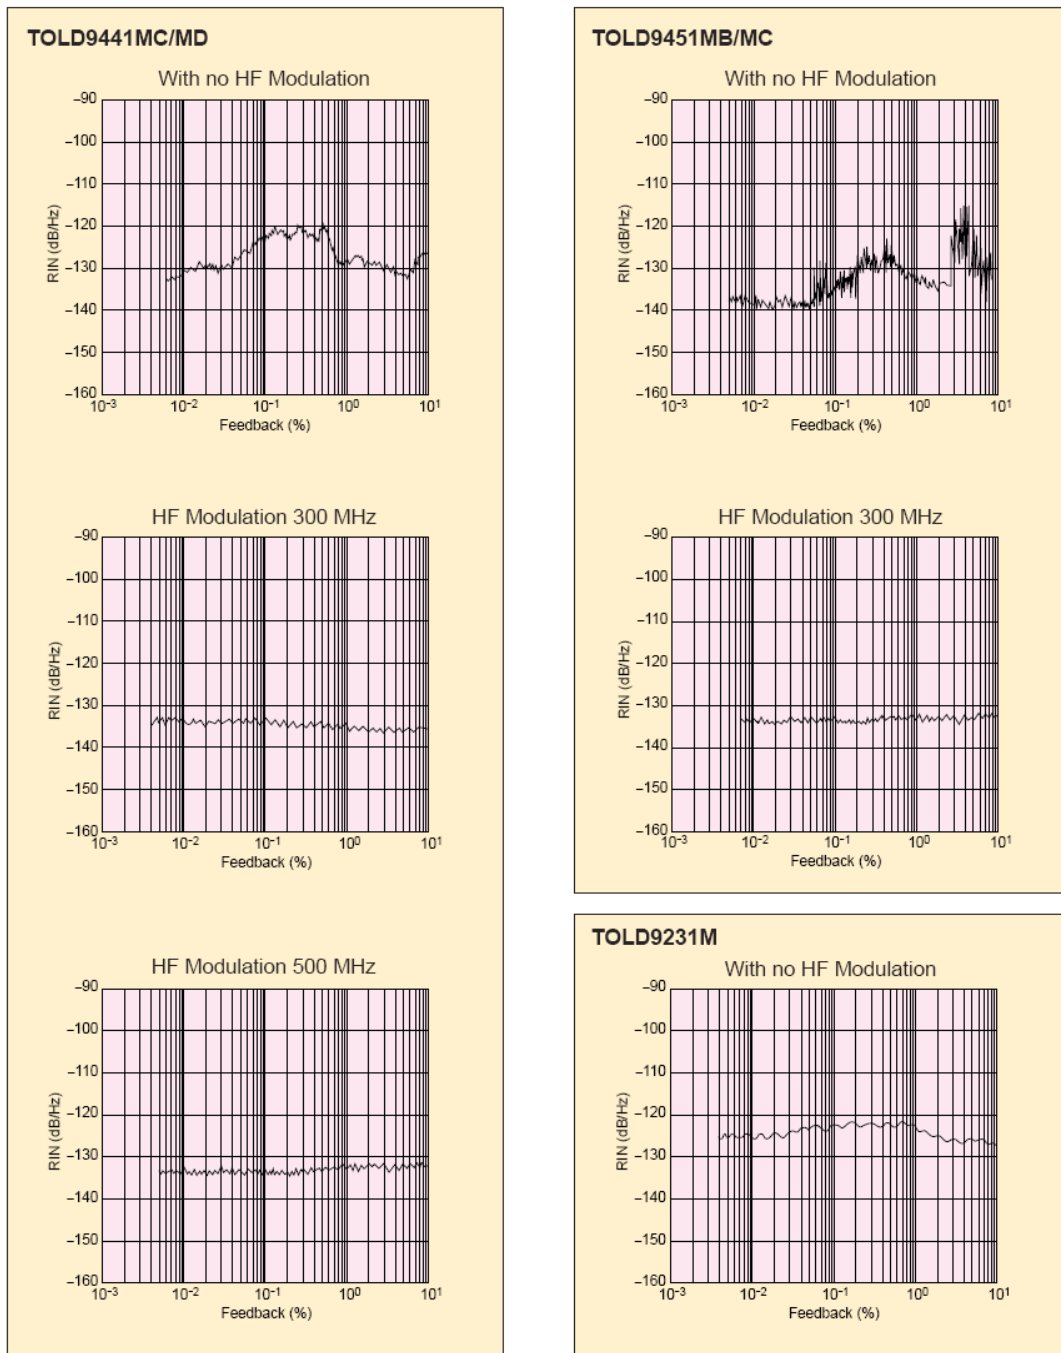 TOLD9441MC/MD
With no HF Modulation
–90
–100
–110
–120
–130
–140
–150
–160
RIN (dB/Hz)
10⁻³ 10⁻² 10⁻¹ 10⁰ 10¹
Feedback (%)
HF Modulation 300 MHz
–90
–100
–110
–120
–130
–140
–150
–160
RIN (dB/Hz)
10⁻³ 10⁻² 10⁻¹ 10⁰ 10¹
Feedback (%)
HF Modulation 500 MHz
–90
–100
–110
–120
–130
–140
–150
–160
RIN (dB/Hz)
10⁻³ 10⁻² 10⁻¹ 10⁰ 10¹
Feedback (%)
TOLD9451MB/MC
With no HF Modulation
–90
–100
–110
–120
–130
–140
–150
–160
RIN (dB/Hz)
10⁻³ 10⁻² 10⁻¹ 10⁰ 10¹
Feedback (%)
HF Modulation 300 MHz
–90
–100
–110
–120
–130
–140
–150
–160
RIN (dB/Hz)
10⁻³ 10⁻² 10⁻¹ 10⁰ 10¹
Feedback (%)
TOLD9231M
With no HF Modulation
–90
–100
–110
–120
–130
–140
–150
–160
RIN (dB/Hz)
10⁻³ 10⁻² 10⁻¹ 10⁰ 10¹
Feedback (%)